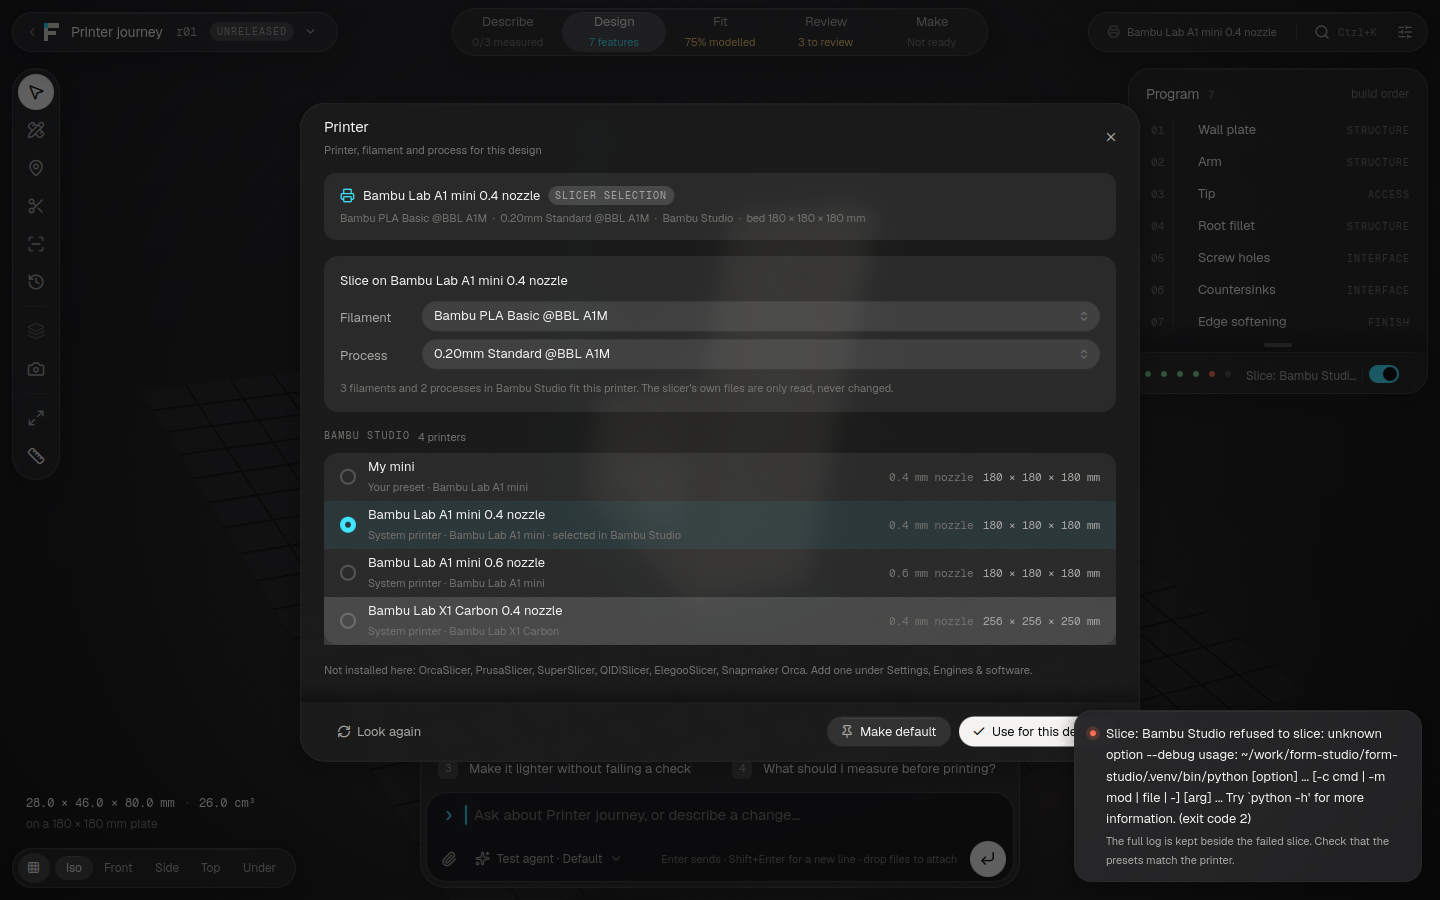 Printer journey r01 UNRELEASED
Describe
0/3 measured
Design
7 features
Fit
75% modelled
Review
3 to review
Make
Not ready
Bambu Lab A1 mini 0.4 nozzle Ctrl+K
Program 7 build order
01 Wall plate STRUCTURE
02 Arm STRUCTURE
03 Tip ACCESS
04 Root fillet STRUCTURE
05 Screw holes INTERFACE
06 Countersinks INTERFACE
07 Edge softening FINISH
Slice: Bambu Studi…
Printer
Printer, filament and process for this design
Bambu Lab A1 mini 0.4 nozzle SLICER SELECTION
Bambu PLA Basic @BBL A1M · 0.20mm Standard @BBL A1M · Bambu Studio · bed 180 × 180 × 180 mm
Slice on Bambu Lab A1 mini 0.4 nozzle
Filament Bambu PLA Basic @BBL A1M
Process 0.20mm Standard @BBL A1M
3 filaments and 2 processes in Bambu Studio fit this printer. The slicer's own files are only read, never changed.
BAMBU STUDIO 4 printers
My mini
Your preset · Bambu Lab A1 mini
0.4 mm nozzle 180 × 180 × 180 mm
Bambu Lab A1 mini 0.4 nozzle
System printer · Bambu Lab A1 mini · selected in Bambu Studio
0.4 mm nozzle 180 × 180 × 180 mm
Bambu Lab A1 mini 0.6 nozzle
System printer · Bambu Lab A1 mini
0.6 mm nozzle 180 × 180 × 180 mm
Bambu Lab X1 Carbon 0.4 nozzle
System printer · Bambu Lab X1 Carbon
0.4 mm nozzle 256 × 256 × 250 mm
Not installed here: OrcaSlicer, PrusaSlicer, SuperSlicer, QIDISlicer, ElegooSlicer, Snapmaker Orca. Add one under Settings, Engines & software.
Look again Make default Use for this de
3 Make it lighter without failing a check 4 What should I measure before printing?
28.0 × 46.0 × 80.0 mm · 26.0 cm³
on a 180 × 180 mm plate
Ask about Printer journey, or describe a change…
Test agent · Default Enter sends · Shift+Enter for a new line · drop files to attach
Iso Front Side Top Under
Slice: Bambu Studio refused to slice: unknown
option --debug usage: ~/work/form-studio/form-
studio/.venv/bin/python [option] … [-c cmd | -m
mod | file | -] [arg] … Try `python -h' for more
information. (exit code 2)
The full log is kept beside the failed slice. Check that the
presets match the printer.